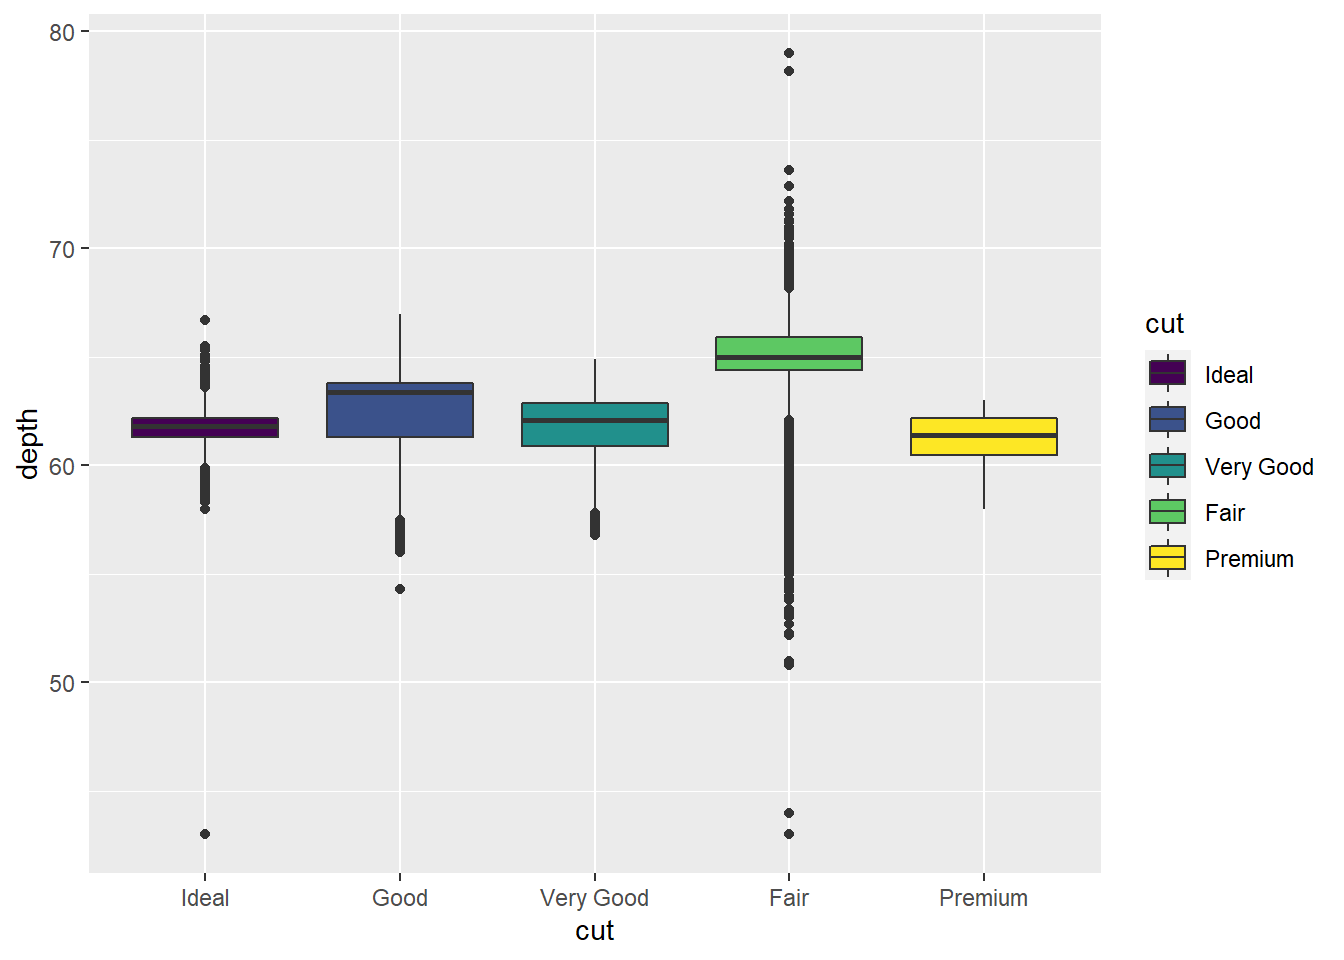 80
70
60
50
depth
Ideal
Good
Very Good
Fair
Premium
cut
cut
Ideal
Good
Very Good
Fair
Premium